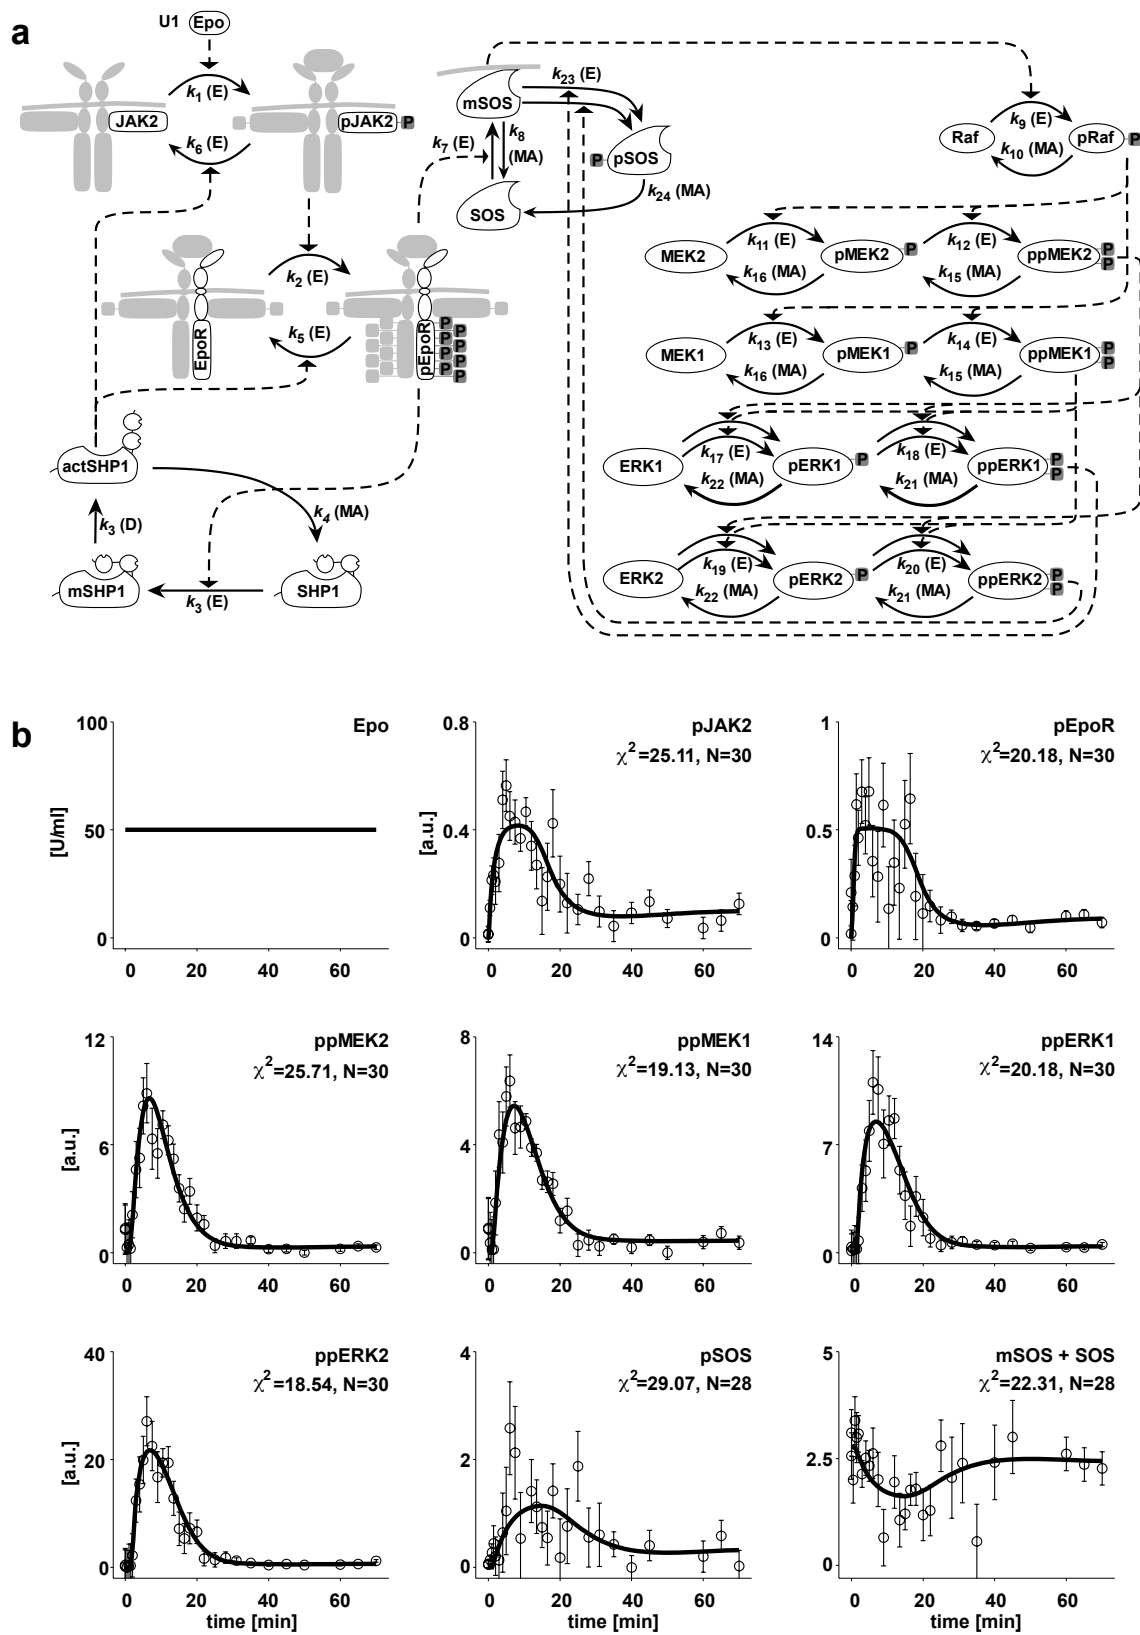 a
U1 Epo
k1 (E)
JAK2
pJAK2 P
k6 (E)
k2 (E)
EpoR
pEpoR
P P P P
P P P P
k5 (E)
actSHP1
k3 (D)
k4 (MA)
mSHP1
k3 (E)
SHP1
mSOS
k23 (E)
k7 (E)
k8
(MA)
P pSOS
k24 (MA)
SOS
Raf
k9 (E)
k10 (MA)
pRaf P
MEK2
k11 (E)
k16 (MA)
pMEK2 P
k12 (E)
k15 (MA)
ppMEK2 P P
MEK1
k13 (E)
k16 (MA)
pMEK1 P
k14 (E)
k15 (MA)
ppMEK1 P P
ERK1
k17 (E)
k22 (MA)
pERK1 P
k18 (E)
k21 (MA)
ppERK1 P P
ERK2
k19 (E)
k22 (MA)
pERK2 P
k20 (E)
k21 (MA)
ppERK2 P P
b
Epo
100
50
0
[U/ml]
0 20 40 60
pJAK2
χ2=25.11, N=30
0.8
0.4
0
[a.u.]
0 20 40 60
pEpoR
χ2=20.18, N=30
1
0.5
0
0 20 40 60
ppMEK2
χ2=25.71, N=30
12
6
0
[a.u.]
0 20 40 60
ppMEK1
χ2=19.13, N=30
8
4
0
0 20 40 60
ppERK1
χ2=20.18, N=30
14
7
0
0 20 40 60
ppERK2
χ2=18.54, N=30
40
20
0
[a.u.]
0 20 40 60
time [min]
pSOS
χ2=29.07, N=28
4
2
0
0 20 40 60
time [min]
mSOS + SOS
χ2=22.31, N=28
5
2.5
0
0 20 40 60
time [min]